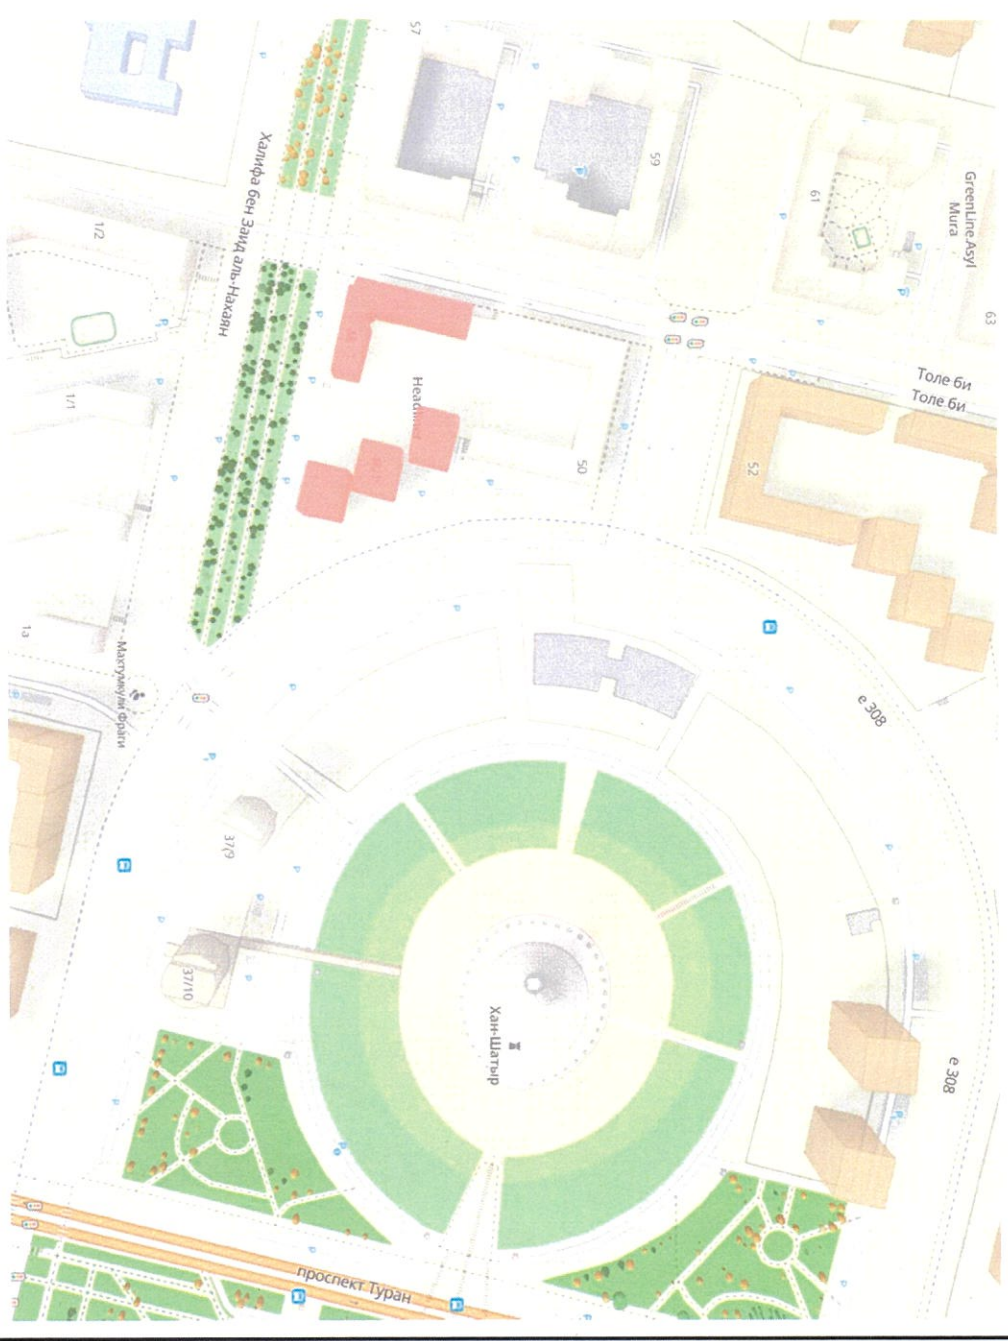 57
59
61
GreenLine.Asyl
Mura
63
Халифа бен Заид аль-Нахаян
1/2
1/1
Толе би
Толе би
52
50
1а
Махтумкули Фраги
е 308
37/9
37/10
Хан-Шатыр
е 308
проспект Туран